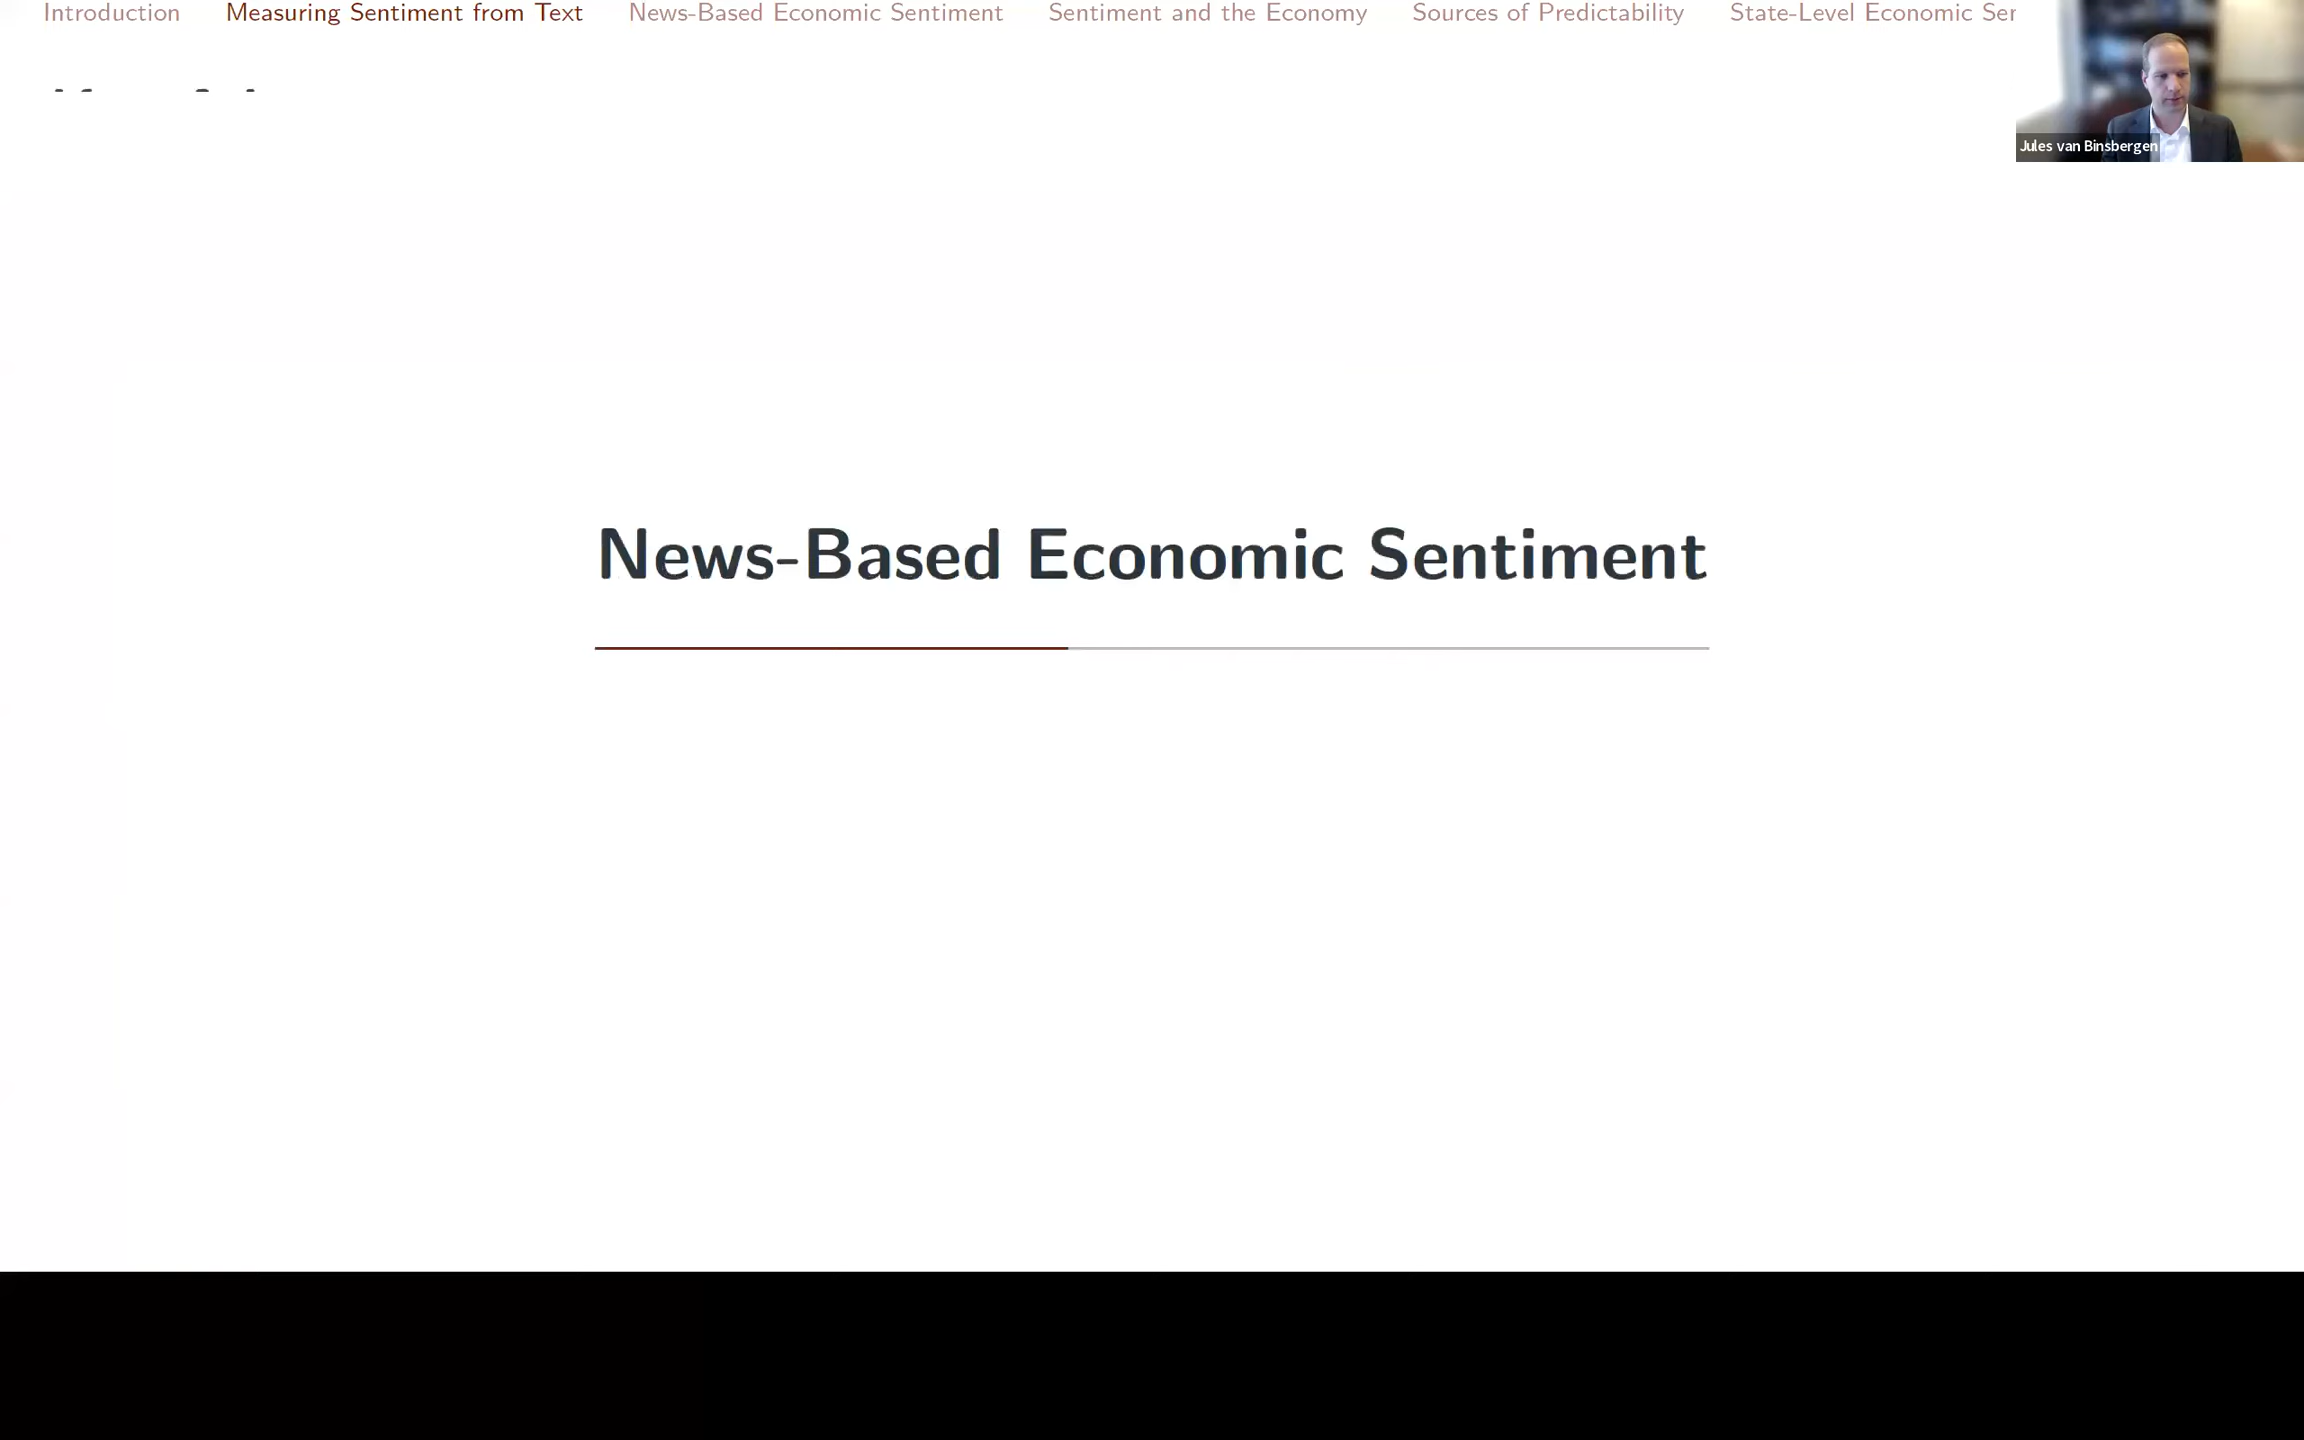 Introduction Measuring Sentiment from Text News-Based Economic Sentiment Sentiment and the Economy Sources of Predictability State-Level Economic Ser
Jules van Binsbergen
News-Based Economic Sentiment